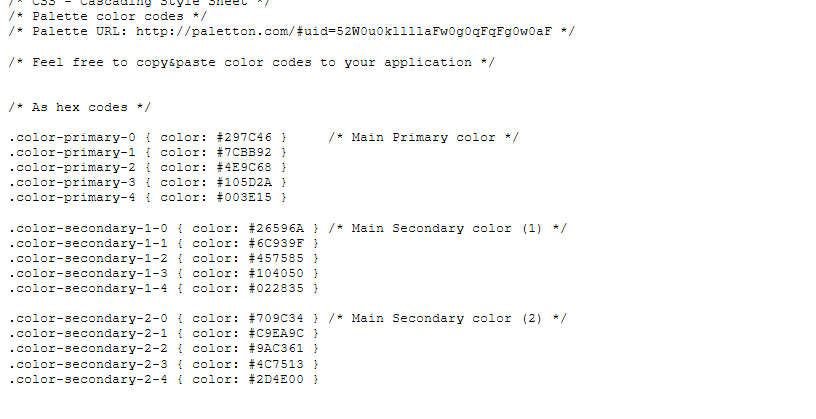 /* CSS - Cascading Style Sheet */
/* Palette color codes */
/* Palette URL: http://paletton.com/#uid=52W0u0kllllaFw0g0qFqFg0w0aF */
/* Feel free to copy&paste color codes to your application */
/* As hex codes */
.color-primary-0 { color: #297C46 }     /* Main Primary color */
.color-primary-1 { color: #7CBB92 }
.color-primary-2 { color: #4E9C68 }
.color-primary-3 { color: #105D2A }
.color-primary-4 { color: #003E15 }
.color-secondary-1-0 { color: #26596A } /* Main Secondary color (1) */
.color-secondary-1-1 { color: #6C939F }
.color-secondary-1-2 { color: #457585 }
.color-secondary-1-3 { color: #104050 }
.color-secondary-1-4 { color: #022835 }
.color-secondary-2-0 { color: #709C34 } /* Main Secondary color (2) */
.color-secondary-2-1 { color: #C9EA9C }
.color-secondary-2-2 { color: #9AC361 }
.color-secondary-2-3 { color: #4C7513 }
.color-secondary-2-4 { color: #2D4E00 }